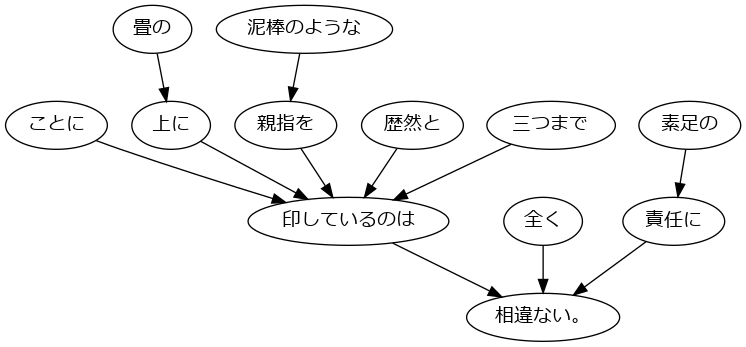 畳の
泥棒のような
ことに
上に
親指を
歴然と
三つまで
素足の
印しているのは
全く
責任に
相違ない。